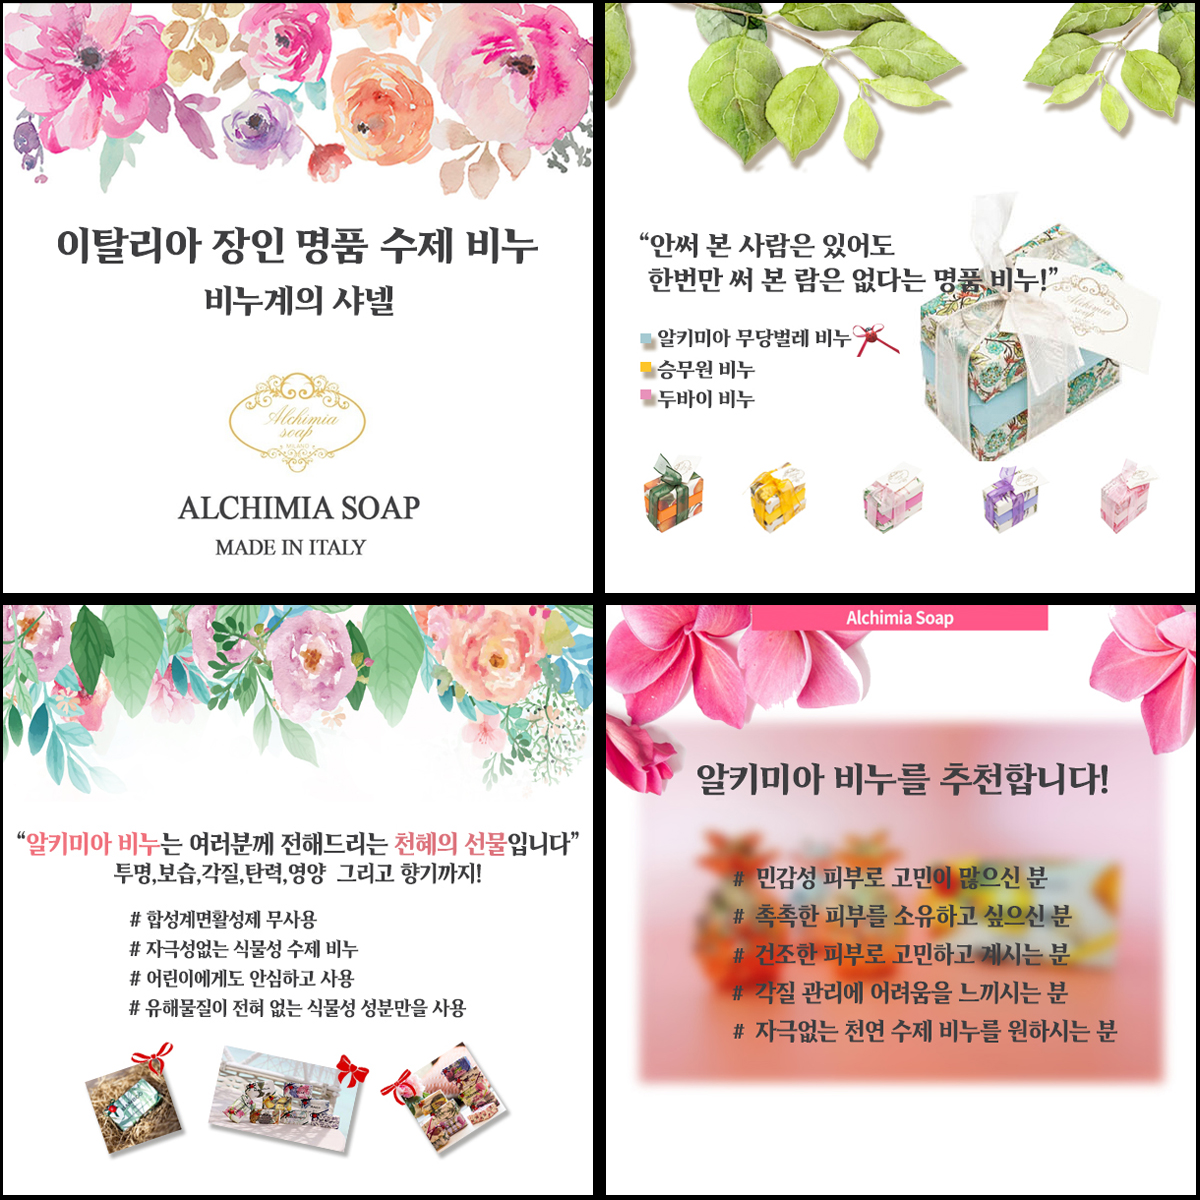 이탈리아 장인 명품 수제 비누
비누계의 샤넬
Alchimia
soap
MILANO
ALCHIMIA SOAP
MADE IN ITALY
“안써 본 사람은 있어도
한번만 써 본 람은 없다는 명품 비누!”
Alchimia
soap
알키미아 무당벌레 비누
승무원 비누
두바이 비누
“알키미아 비누는 여러분께 전해드리는 천혜의 선물입니다”
투명,보습,각질,탄력,영양 그리고 향기까지!
# 합성계면활성제 무사용
# 자극성없는 식물성 수제 비누
# 어린이에게도 안심하고 사용
# 유해물질이 전혀 없는 식물성 성분만을 사용
Alchimia Soap
알키미아 비누를 추천합니다!
# 민감성 피부로 고민이 많으신 분
# 촉촉한 피부를 소유하고 싶으신 분
# 건조한 피부로 고민하고 계시는 분
# 각질 관리에 어려움을 느끼시는 분
# 자극없는 천연 수제 비누를 원하시는 분